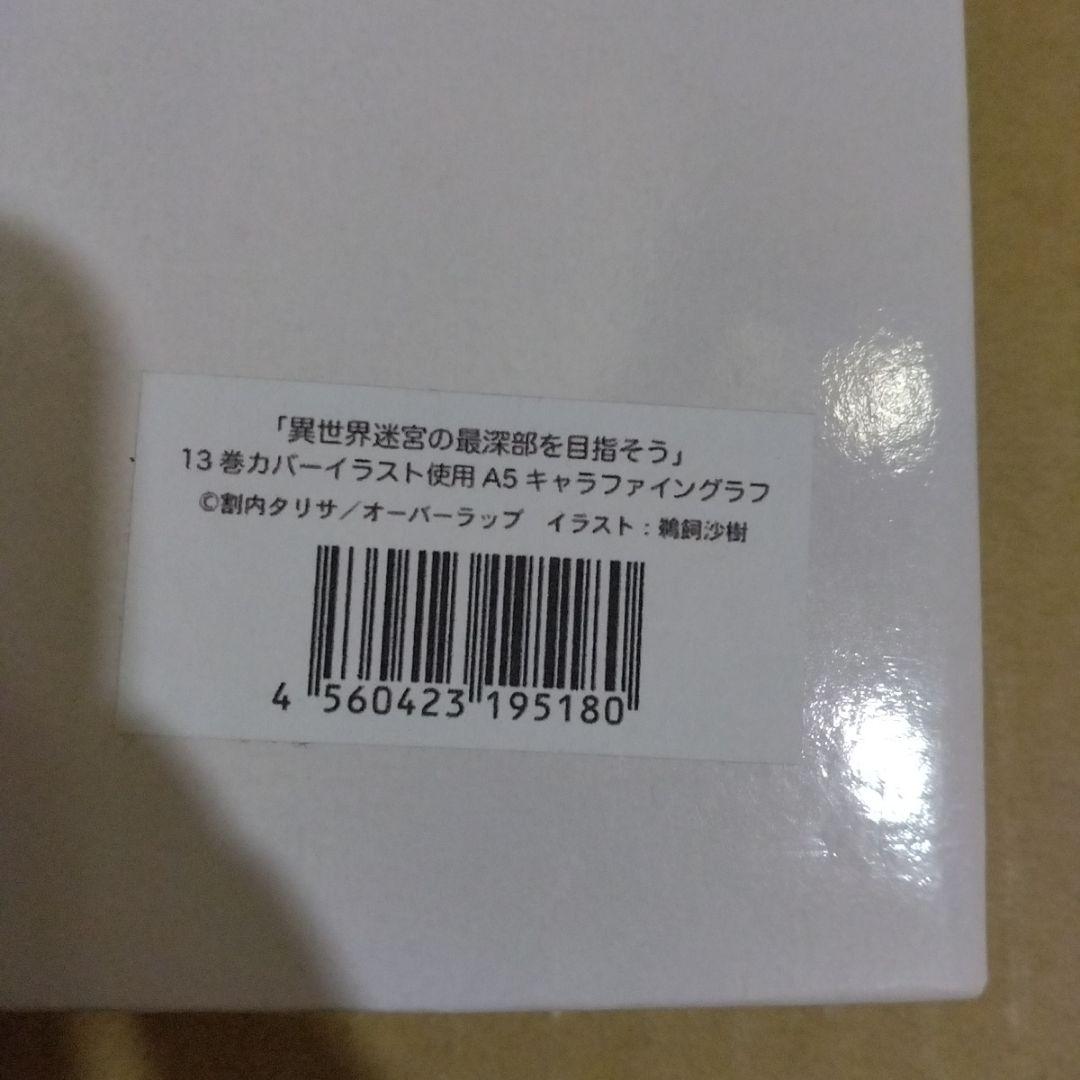 「異世界迷宮の最深部を目指そう」
13巻カバーイラスト使用 A5 キャラファイングラフ
©割内タリサ／オーバーラップ　イラスト：鵜飼沙樹
4 560423 195180